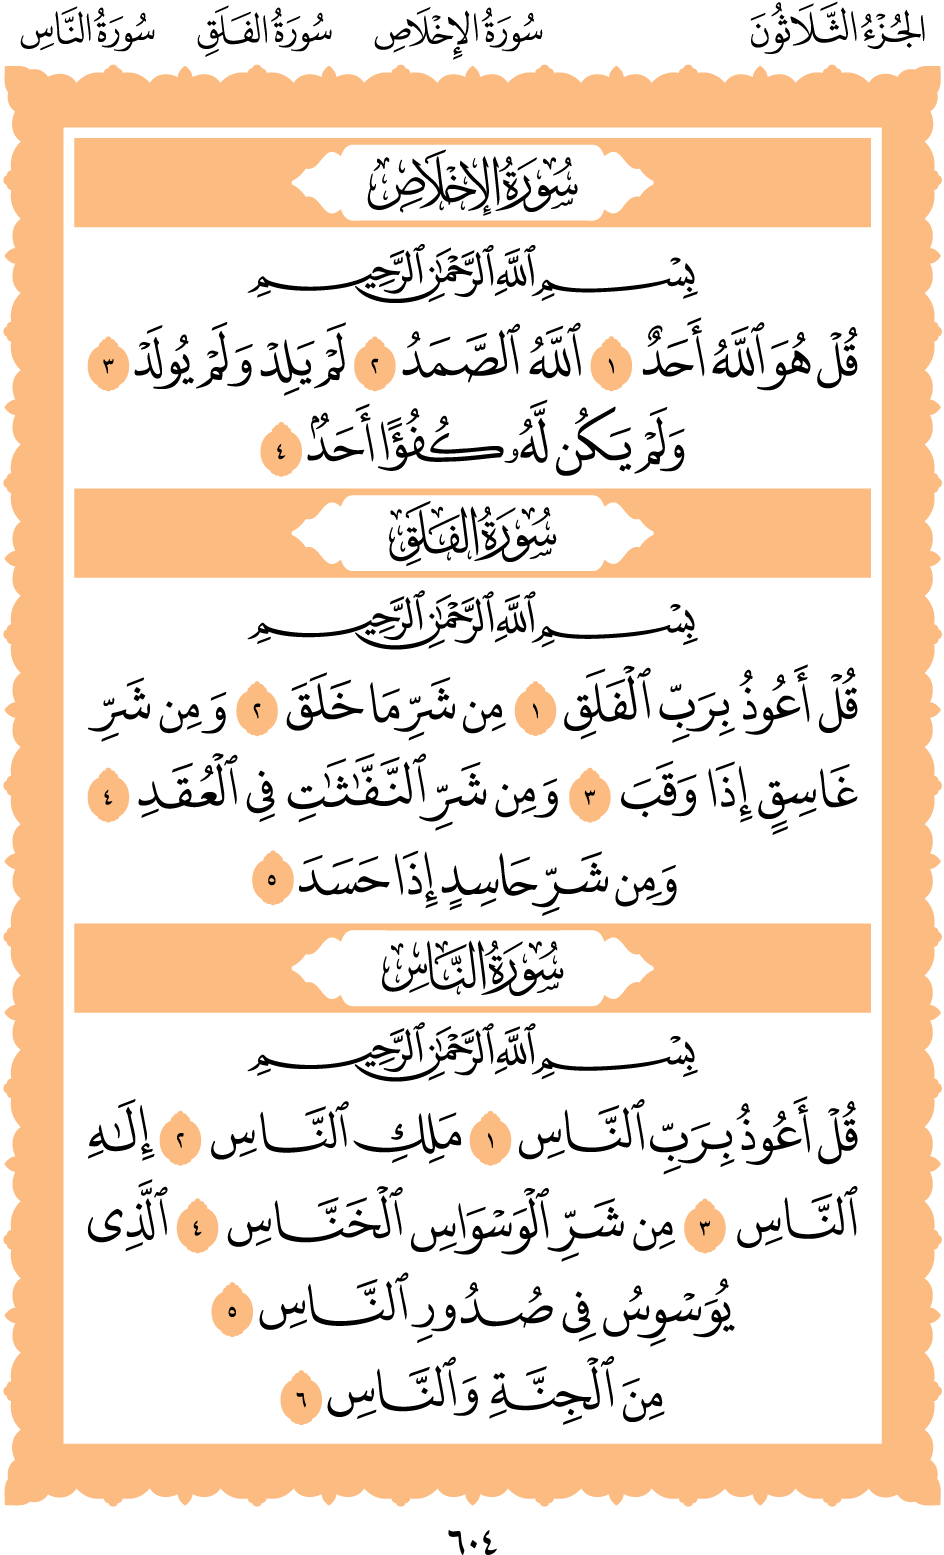 الجُزْءُ الثَّلَاثُونَ سُورَةُ الإِخْلَاصِ سُورَةُ الفَلَقِ سُورَةُ النَّاسِ
سُورَةُ الإِخْلَاصِ
بِسْمِ ٱللَّهِ ٱلرَّحْمَٰنِ ٱلرَّحِيمِ
قُلْ هُوَ ٱللَّهُ أَحَدٌ ١ ٱللَّهُ ٱلصَّمَدُ ٢ لَمْ يَلِدْ وَلَمْ يُولَدْ ٣
وَلَمْ يَكُن لَّهُۥ كُفُؤًا أَحَدٌۢ ٤
سُورَةُ الفَلَقِ
بِسْمِ ٱللَّهِ ٱلرَّحْمَٰنِ ٱلرَّحِيمِ
قُلْ أَعُوذُ بِرَبِّ ٱلْفَلَقِ ١ مِن شَرِّ مَا خَلَقَ ٢ وَمِن شَرِّ
غَاسِقٍ إِذَا وَقَبَ ٣ وَمِن شَرِّ ٱلنَّفَّٰثَٰتِ فِى ٱلْعُقَدِ ٤
وَمِن شَرِّ حَاسِدٍ إِذَا حَسَدَ ٥
سُورَةُ النَّاسِ
بِسْمِ ٱللَّهِ ٱلرَّحْمَٰنِ ٱلرَّحِيمِ
قُلْ أَعُوذُ بِرَبِّ ٱلنَّاسِ ١ مَلِكِ ٱلنَّاسِ ٢ إِلَٰهِ
ٱلنَّاسِ ٣ مِن شَرِّ ٱلْوَسْوَاسِ ٱلْخَنَّاسِ ٤ ٱلَّذِى
يُوَسْوِسُ فِى صُدُورِ ٱلنَّاسِ ٥
مِنَ ٱلْجِنَّةِ وَٱلنَّاسِ ٦
٦٠٤